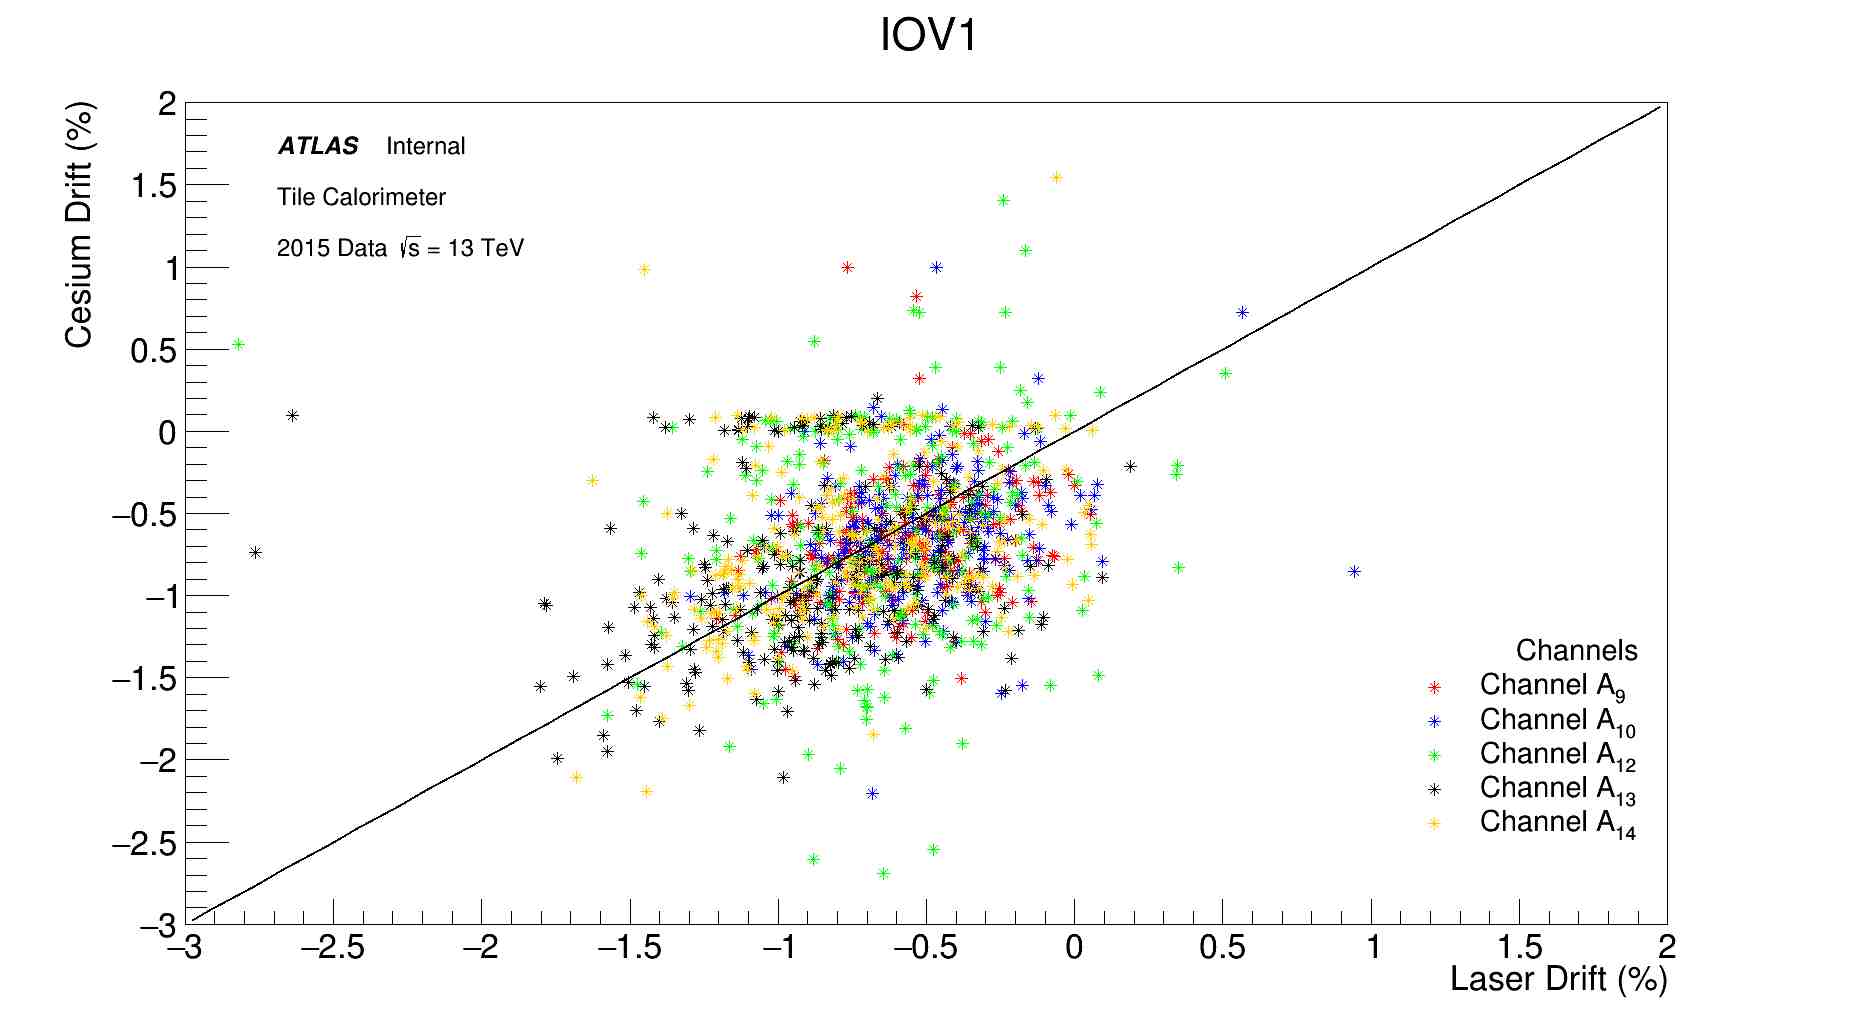 IOV1
Cesium Drift (%)
2
1.5
1
0.5
0
−0.5
−1
−1.5
−2
−2.5
−3
ATLAS Internal
Tile Calorimeter
2015 Data √s = 13 TeV
Channels
Channel A₉
Channel A₁₀
Channel A₁₂
Channel A₁₃
Channel A₁₄
−3 −2.5 −2 −1.5 −1 −0.5 0 0.5 1 1.5 2
Laser Drift (%)